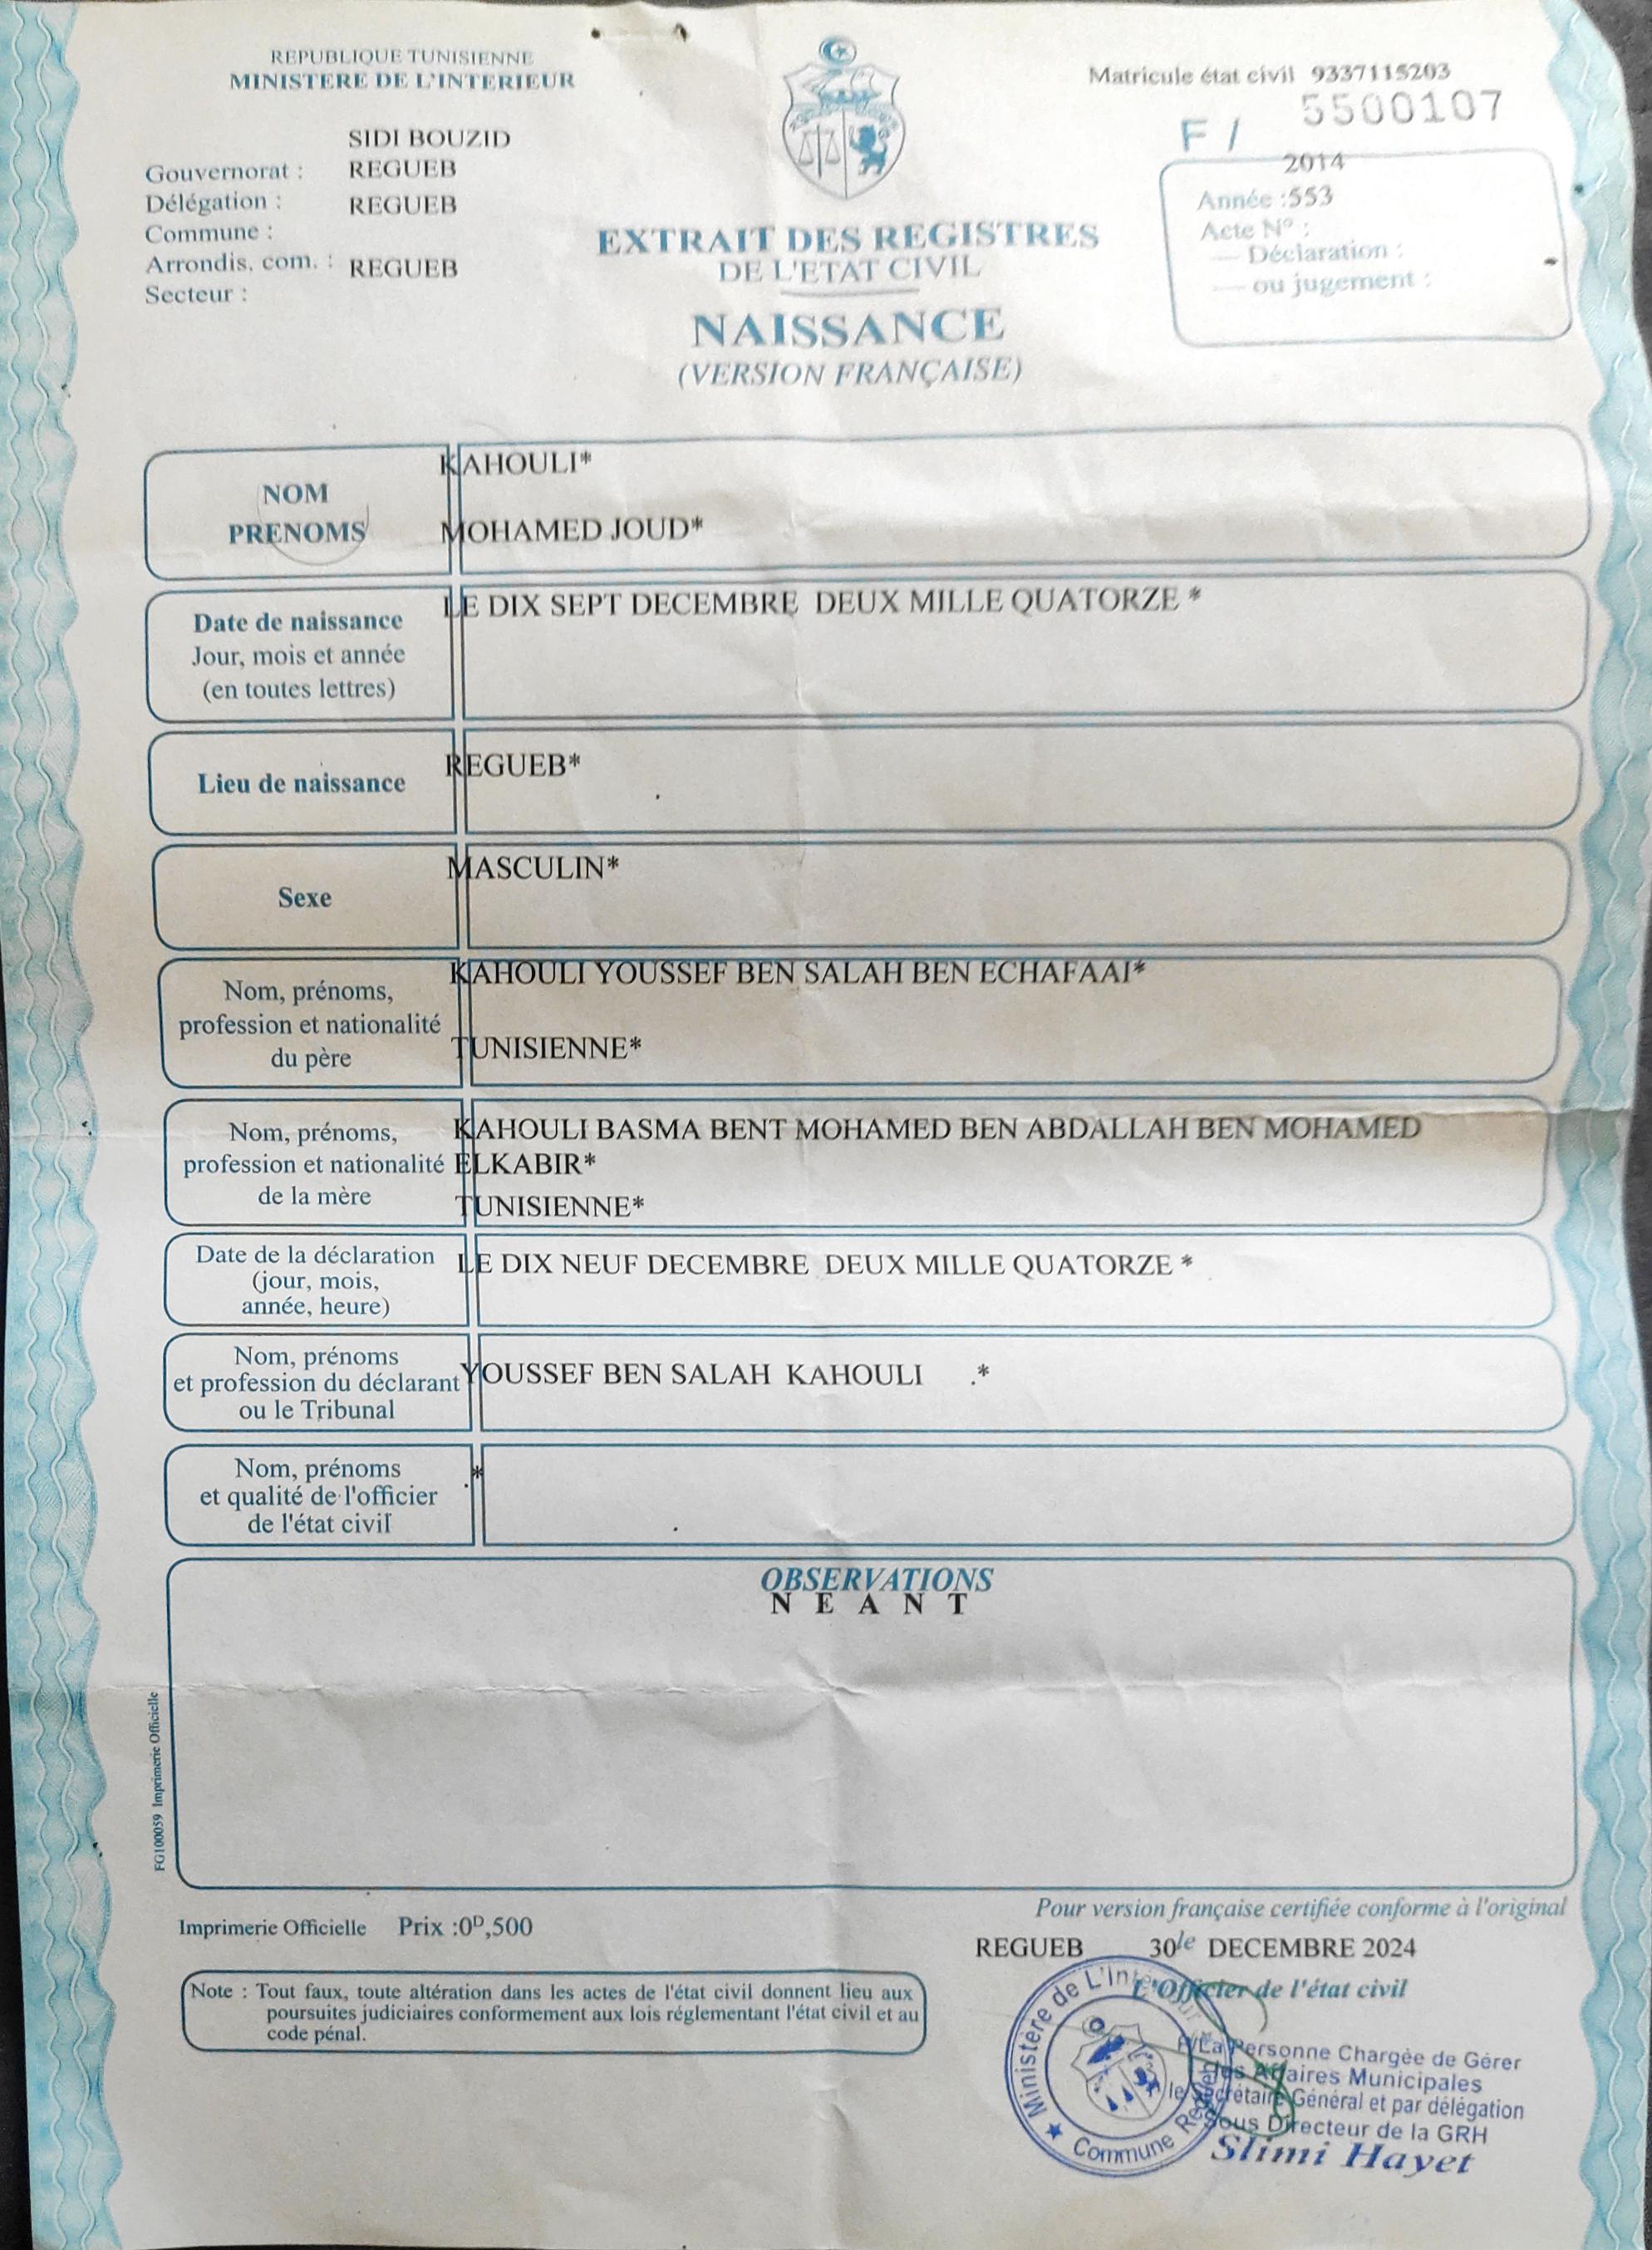 REPUBLIQUE TUNISIENNE
MINISTERE DE L'INTERIEUR
Matricule état civil 9337115203
F / 5500107
SIDI BOUZID
Gouvernorat : REGUEB
Délégation : REGUEB
Commune :
Arrondis. com. : REGUEB
Secteur :
2014
Année :553
Acte N° :
— Déclaration :
— ou jugement :
EXTRAIT DES REGISTRES
DE L'ETAT CIVIL
NAISSANCE
(VERSION FRANÇAISE)
NOM
PRENOMS
KAHOULI*
MOHAMED JOUD*
Date de naissance
Jour, mois et année
(en toutes lettres)
LE DIX SEPT DECEMBRE DEUX MILLE QUATORZE *
Lieu de naissance
REGUEB*
Sexe
MASCULIN*
Nom, prénoms,
profession et nationalité
du père
KAHOULI YOUSSEF BEN SALAH BEN ECHAFAAI*
TUNISIENNE*
Nom, prénoms,
profession et nationalité
de la mère
KAHOULI BASMA BENT MOHAMED BEN ABDALLAH BEN MOHAMED
ELKABIR*
TUNISIENNE*
Date de la déclaration
(jour, mois,
année, heure)
LE DIX NEUF DECEMBRE DEUX MILLE QUATORZE *
Nom, prénoms
et profession du déclarant
ou le Tribunal
YOUSSEF BEN SALAH KAHOULI .*
Nom, prénoms
et qualité de l'officier
de l'état civil
.*
OBSERVATIONS
N E A N T
FG100059 Imprimerie Officielle
Imprimerie Officielle Prix :0ᴰ,500
Note : Tout faux, toute altération dans les actes de l'état civil donnent lieu aux
poursuites judiciaires conformement aux lois réglementant l'état civil et au
code pénal.
Pour version française certifiée conforme à l'original
REGUEB 30le DECEMBRE 2024
L'Officier de l'état civil
Ministère de L'Intérieur
Commune Regueb
P/La Personne Chargée de Gérer
des Affaires Municipales
le Secrétaire Général et par délégation
Sous Directeur de la GRH
Slimi Hayet